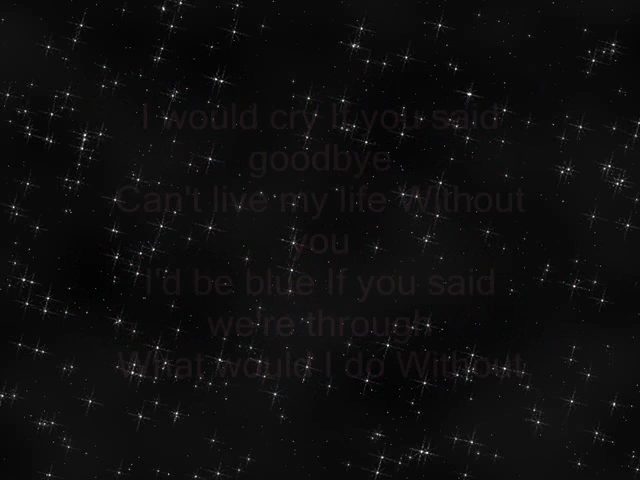 I would cry If you said
goodbye
Can't live my life Without
you
I'd be blue If you said
we're through
What would I do Without